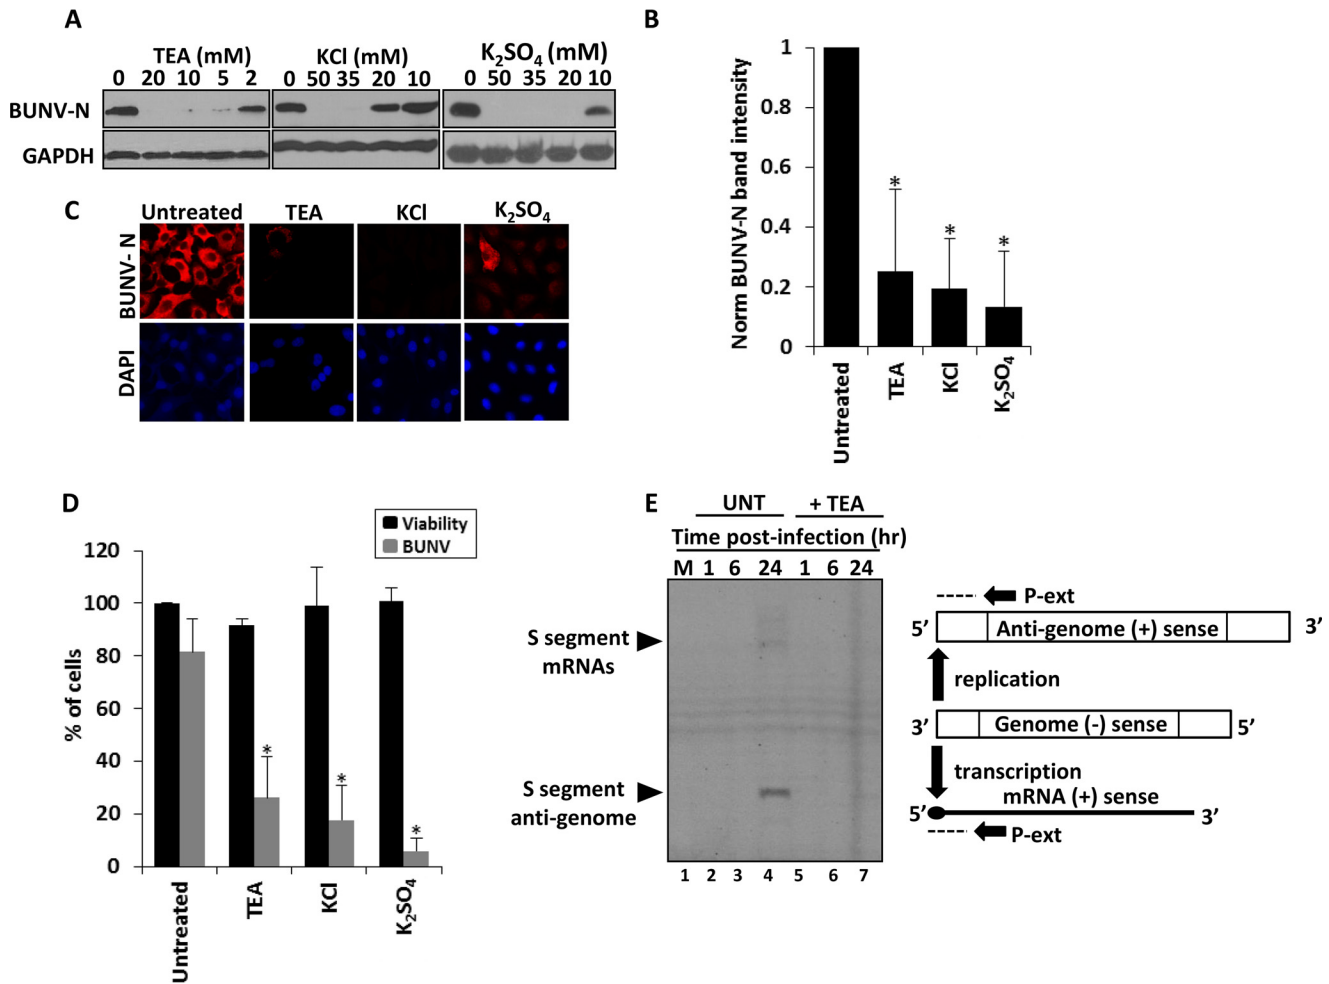 A
TEA (mM)
KCl (mM)
K₂SO₄ (mM)
0 20 10 5 2
0 50 35 20 10
0 50 35 20 10
BUNV-N
GAPDH
B
Norm BUNV-N band intensity
1
0.8
0.6
0.4
0.2
0
*
*
*
Untreated
TEA
KCl
K₂SO₄
C
Untreated
TEA
KCl
K₂SO₄
BUNV- N
DAPI
D
Viability
BUNV
% of cells
120
100
80
60
40
20
0
*
*
*
Untreated
TEA
KCl
K₂SO₄
E
UNT
+ TEA
Time post-infection (hr)
M 1 6 24 1 6 24
S segment
mRNAs
S segment
anti-genome
1 2 3 4 5 6 7
P-ext
5’ Anti-genome (+) sense 3’
replication
3’ Genome (-) sense 5’
transcription
mRNA (+) sense
5’ 3’
P-ext